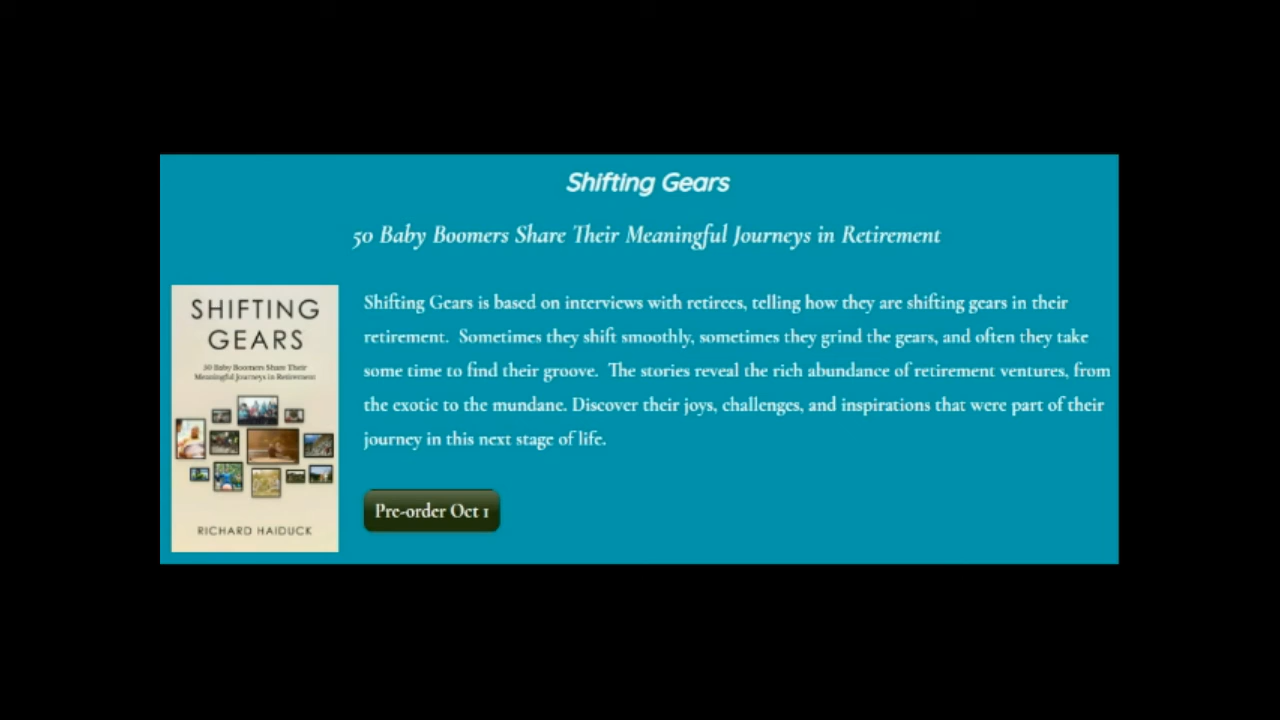 Shifting Gears
50 Baby Boomers Share Their Meaningful Journeys in Retirement
SHIFTING
GEARS
50 Baby Boomers Share Their
Meaningful Journeys in Retirement
RICHARD HAIDUCK
Shifting Gears is based on interviews with retirees, telling how they are shifting gears in their
retirement.  Sometimes they shift smoothly, sometimes they grind the gears, and often they take
some time to find their groove.  The stories reveal the rich abundance of retirement ventures, from
the exotic to the mundane. Discover their joys, challenges, and inspirations that were part of their
journey in this next stage of life.
Pre-order Oct 1